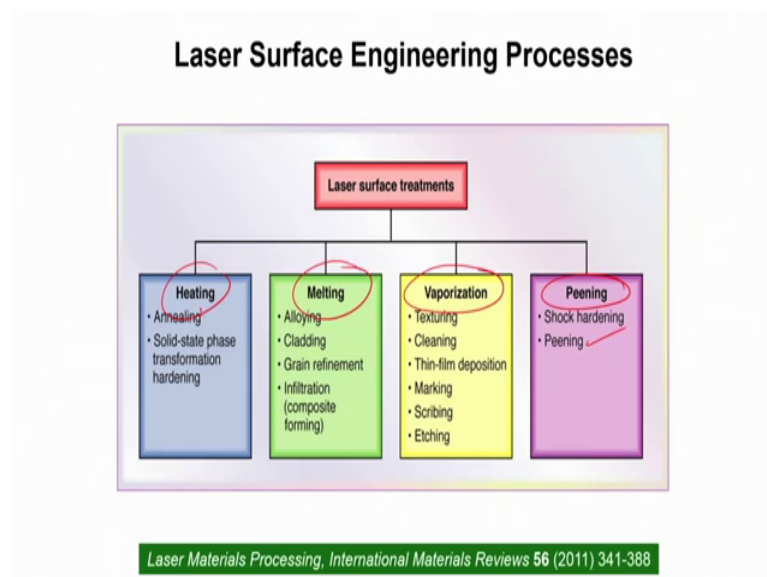 Laser Surface Engineering Processes
Laser surface treatments
Heating
• Annealing
• Solid-state phase
transformation
hardening
Melting
• Alloying
• Cladding
• Grain refinement
• Infiltration
(composite
forming)
Vaporization
• Texturing
• Cleaning
• Thin-film deposition
• Marking
• Scribing
• Etching
Peening
• Shock hardening
• Peening
Laser Materials Processing, International Materials Reviews 56 (2011) 341-388